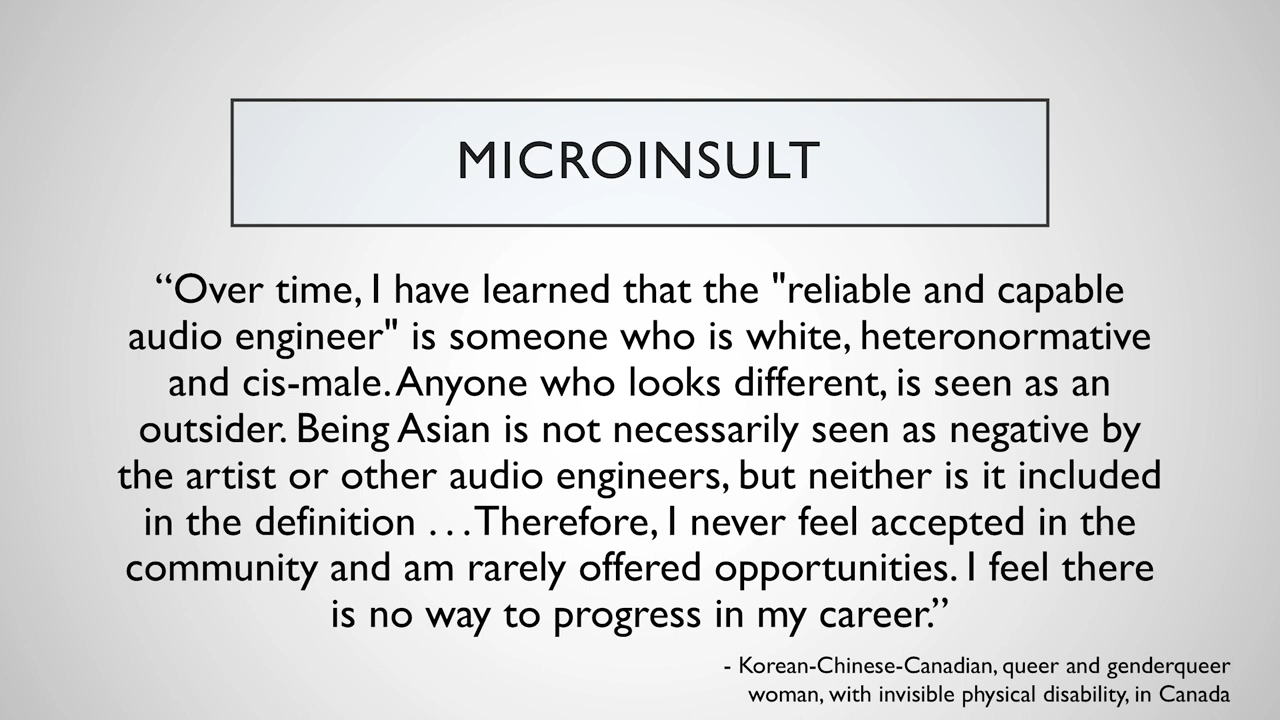 MICROINSULT
“Over time, I have learned that the "reliable and capable
audio engineer" is someone who is white, heteronormative
and cis-male. Anyone who looks different, is seen as an
outsider. Being Asian is not necessarily seen as negative by
the artist or other audio engineers, but neither is it included
in the definition . . . Therefore, I never feel accepted in the
community and am rarely offered opportunities. I feel there
is no way to progress in my career.”
- Korean-Chinese-Canadian, queer and genderqueer
woman, with invisible physical disability, in Canada